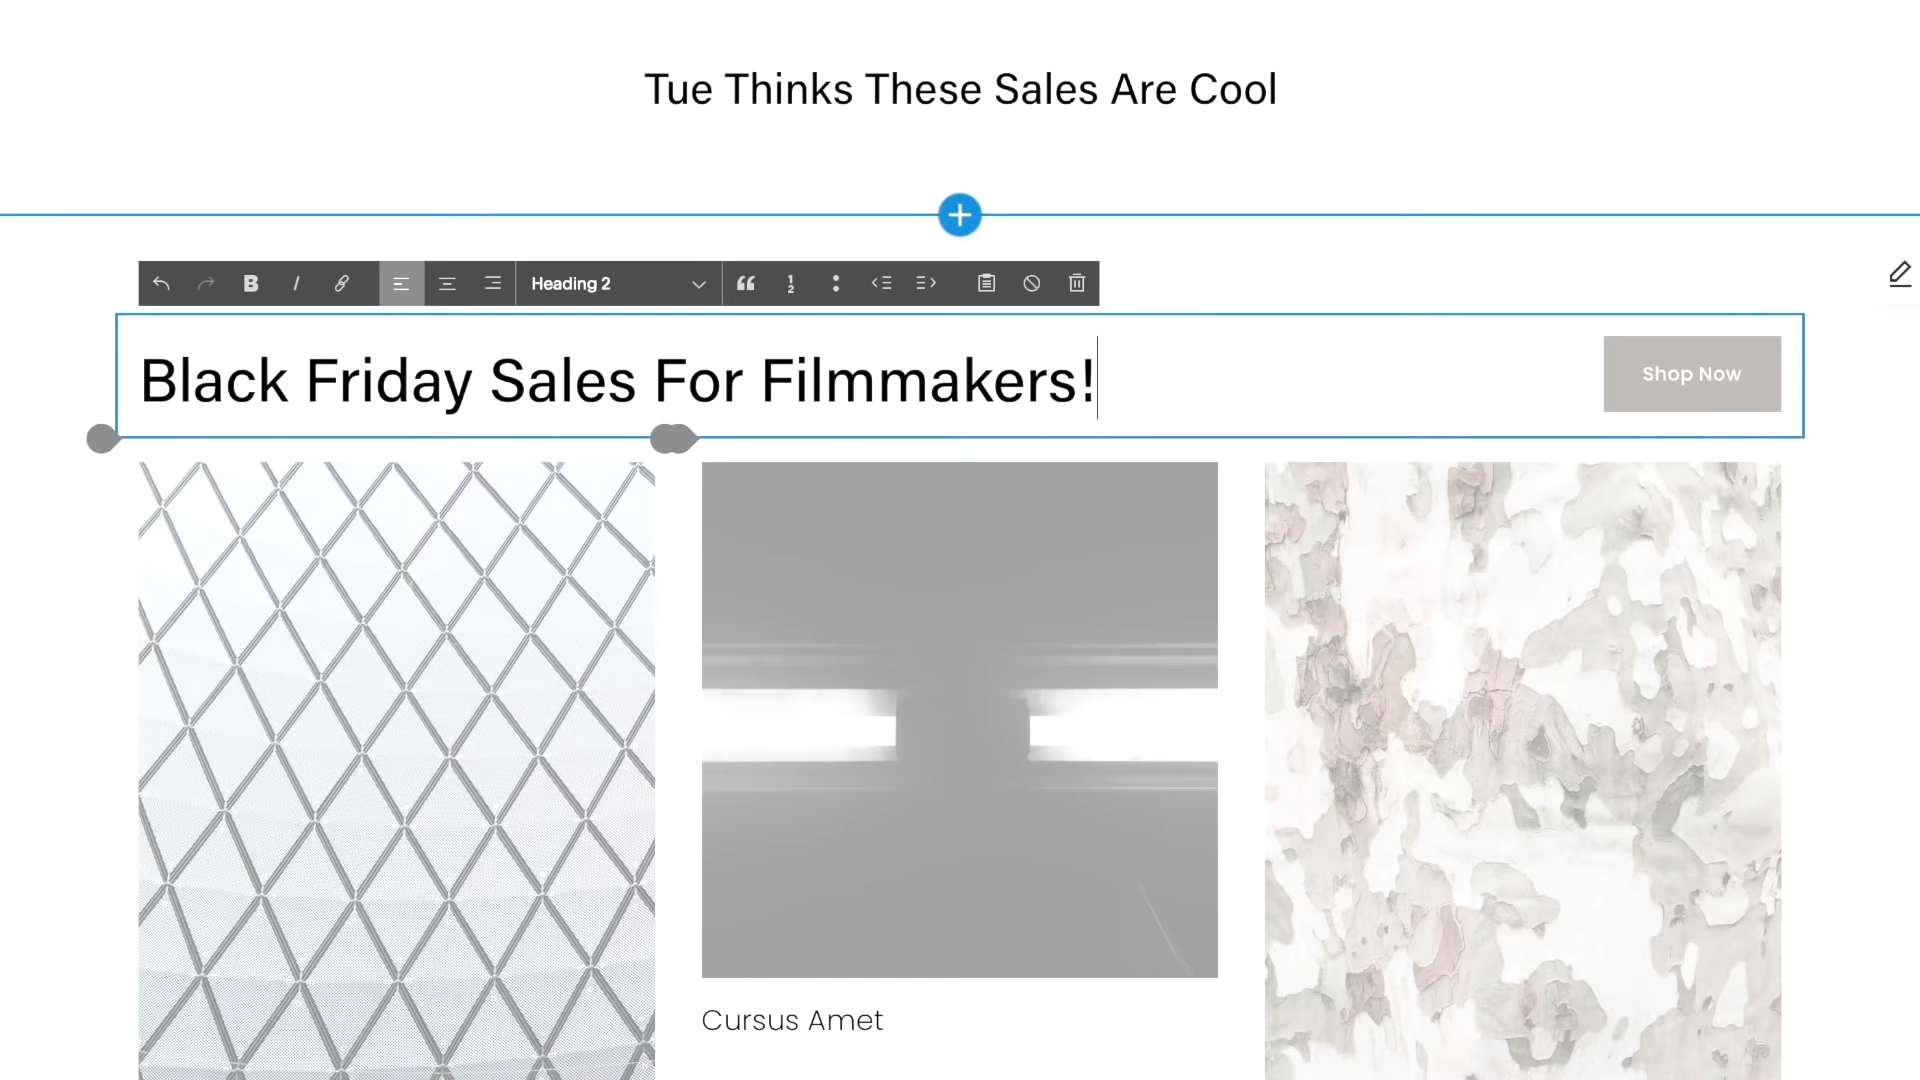 Tue Thinks These Sales Are Cool
B I Heading 2
Black Friday Sales For Filmmakers!
Shop Now
Cursus Amet